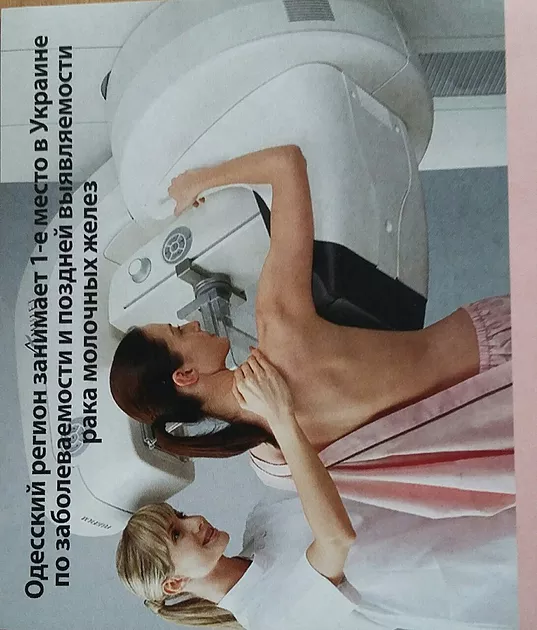 Одесский регион занимает 1-е место в Украине
по заболеваемости и поздней выявляемости
рака молочных желез